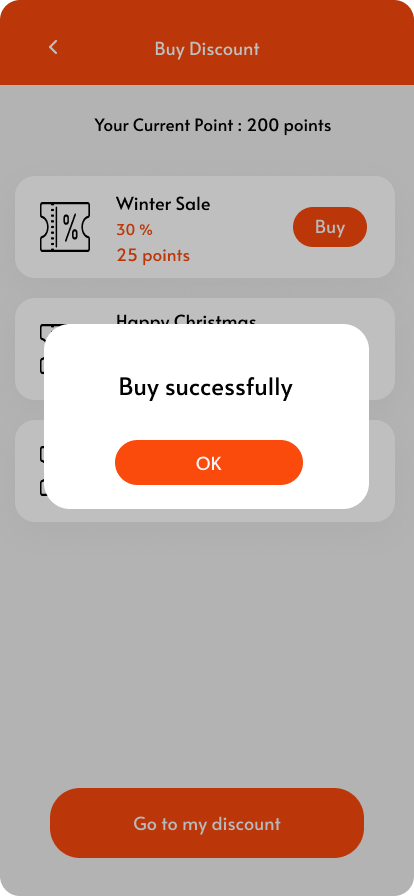 Buy Discount
Your Current Point : 200 points
Winter Sale
%
30 %
25 points
Buy
Happy Christmas
Buy successfully
OK
Go to my discount